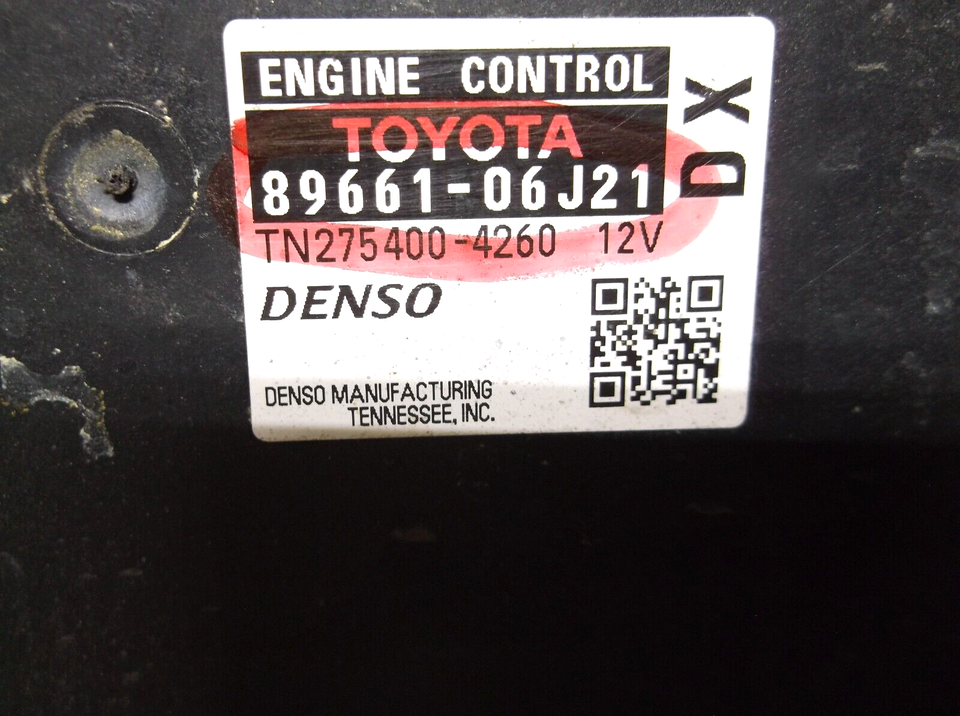 ENGINE CONTROL
TOYOTA
89661-06J21
TN275400-4260 12V
DX
DENSO
DENSO MANUFACTURING
TENNESSEE, INC.